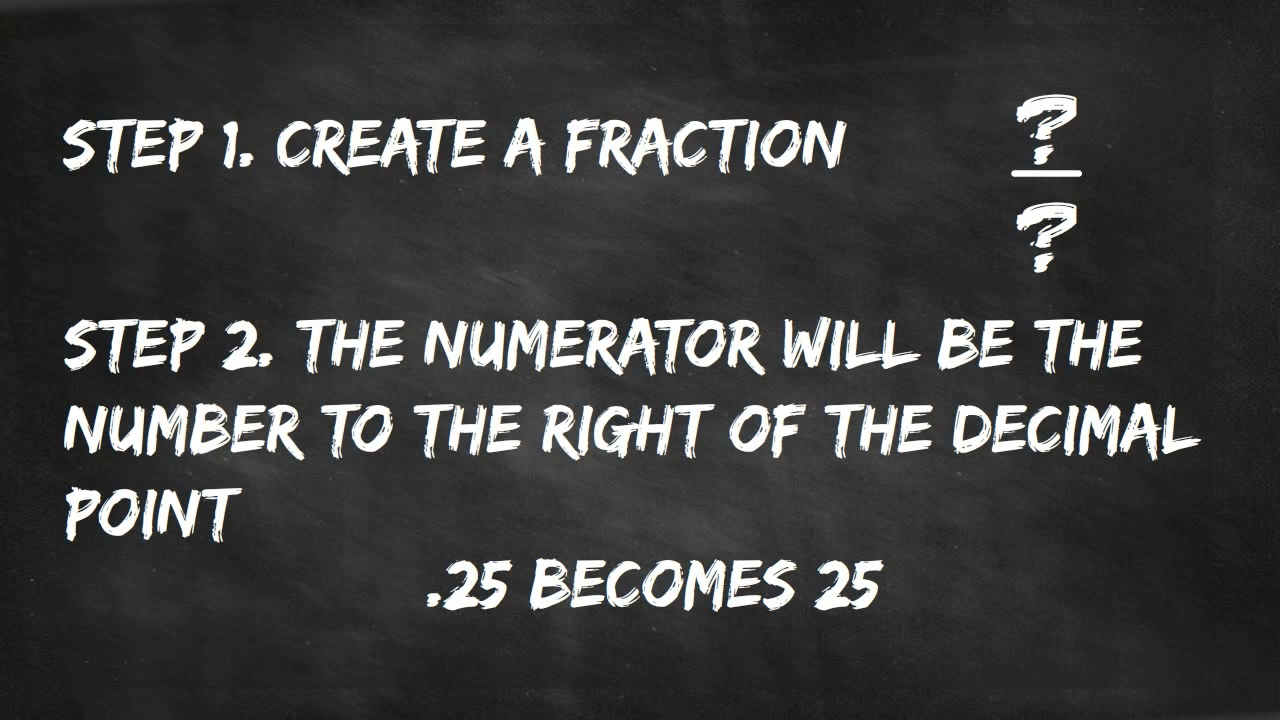 STEP 1. CREATE A FRACTION
?
?
STEP 2. THE NUMERATOR WILL BE THE
NUMBER TO THE RIGHT OF THE DECIMAL
POINT
.25 BECOMES 25